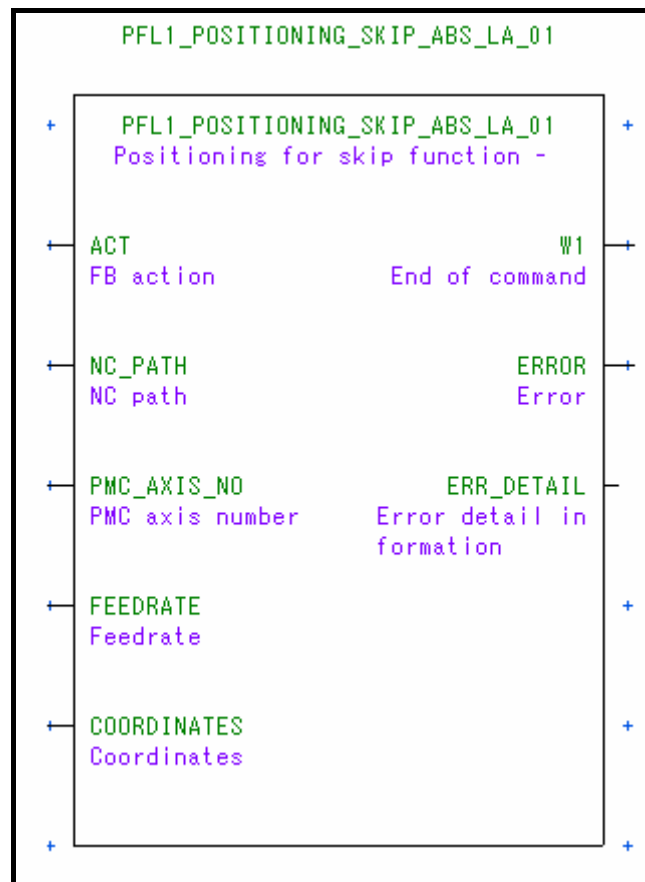 PFL1_POSITIONING_SKIP_ABS_LA_01
PFL1_POSITIONING_SKIP_ABS_LA_01
Positioning for skip function -
ACT
FB action
W1
End of command
NC_PATH
NC path
ERROR
Error
PMC_AXIS_NO
PMC axis number
ERR_DETAIL
Error detail in
formation
FEEDRATE
Feedrate
COORDINATES
Coordinates